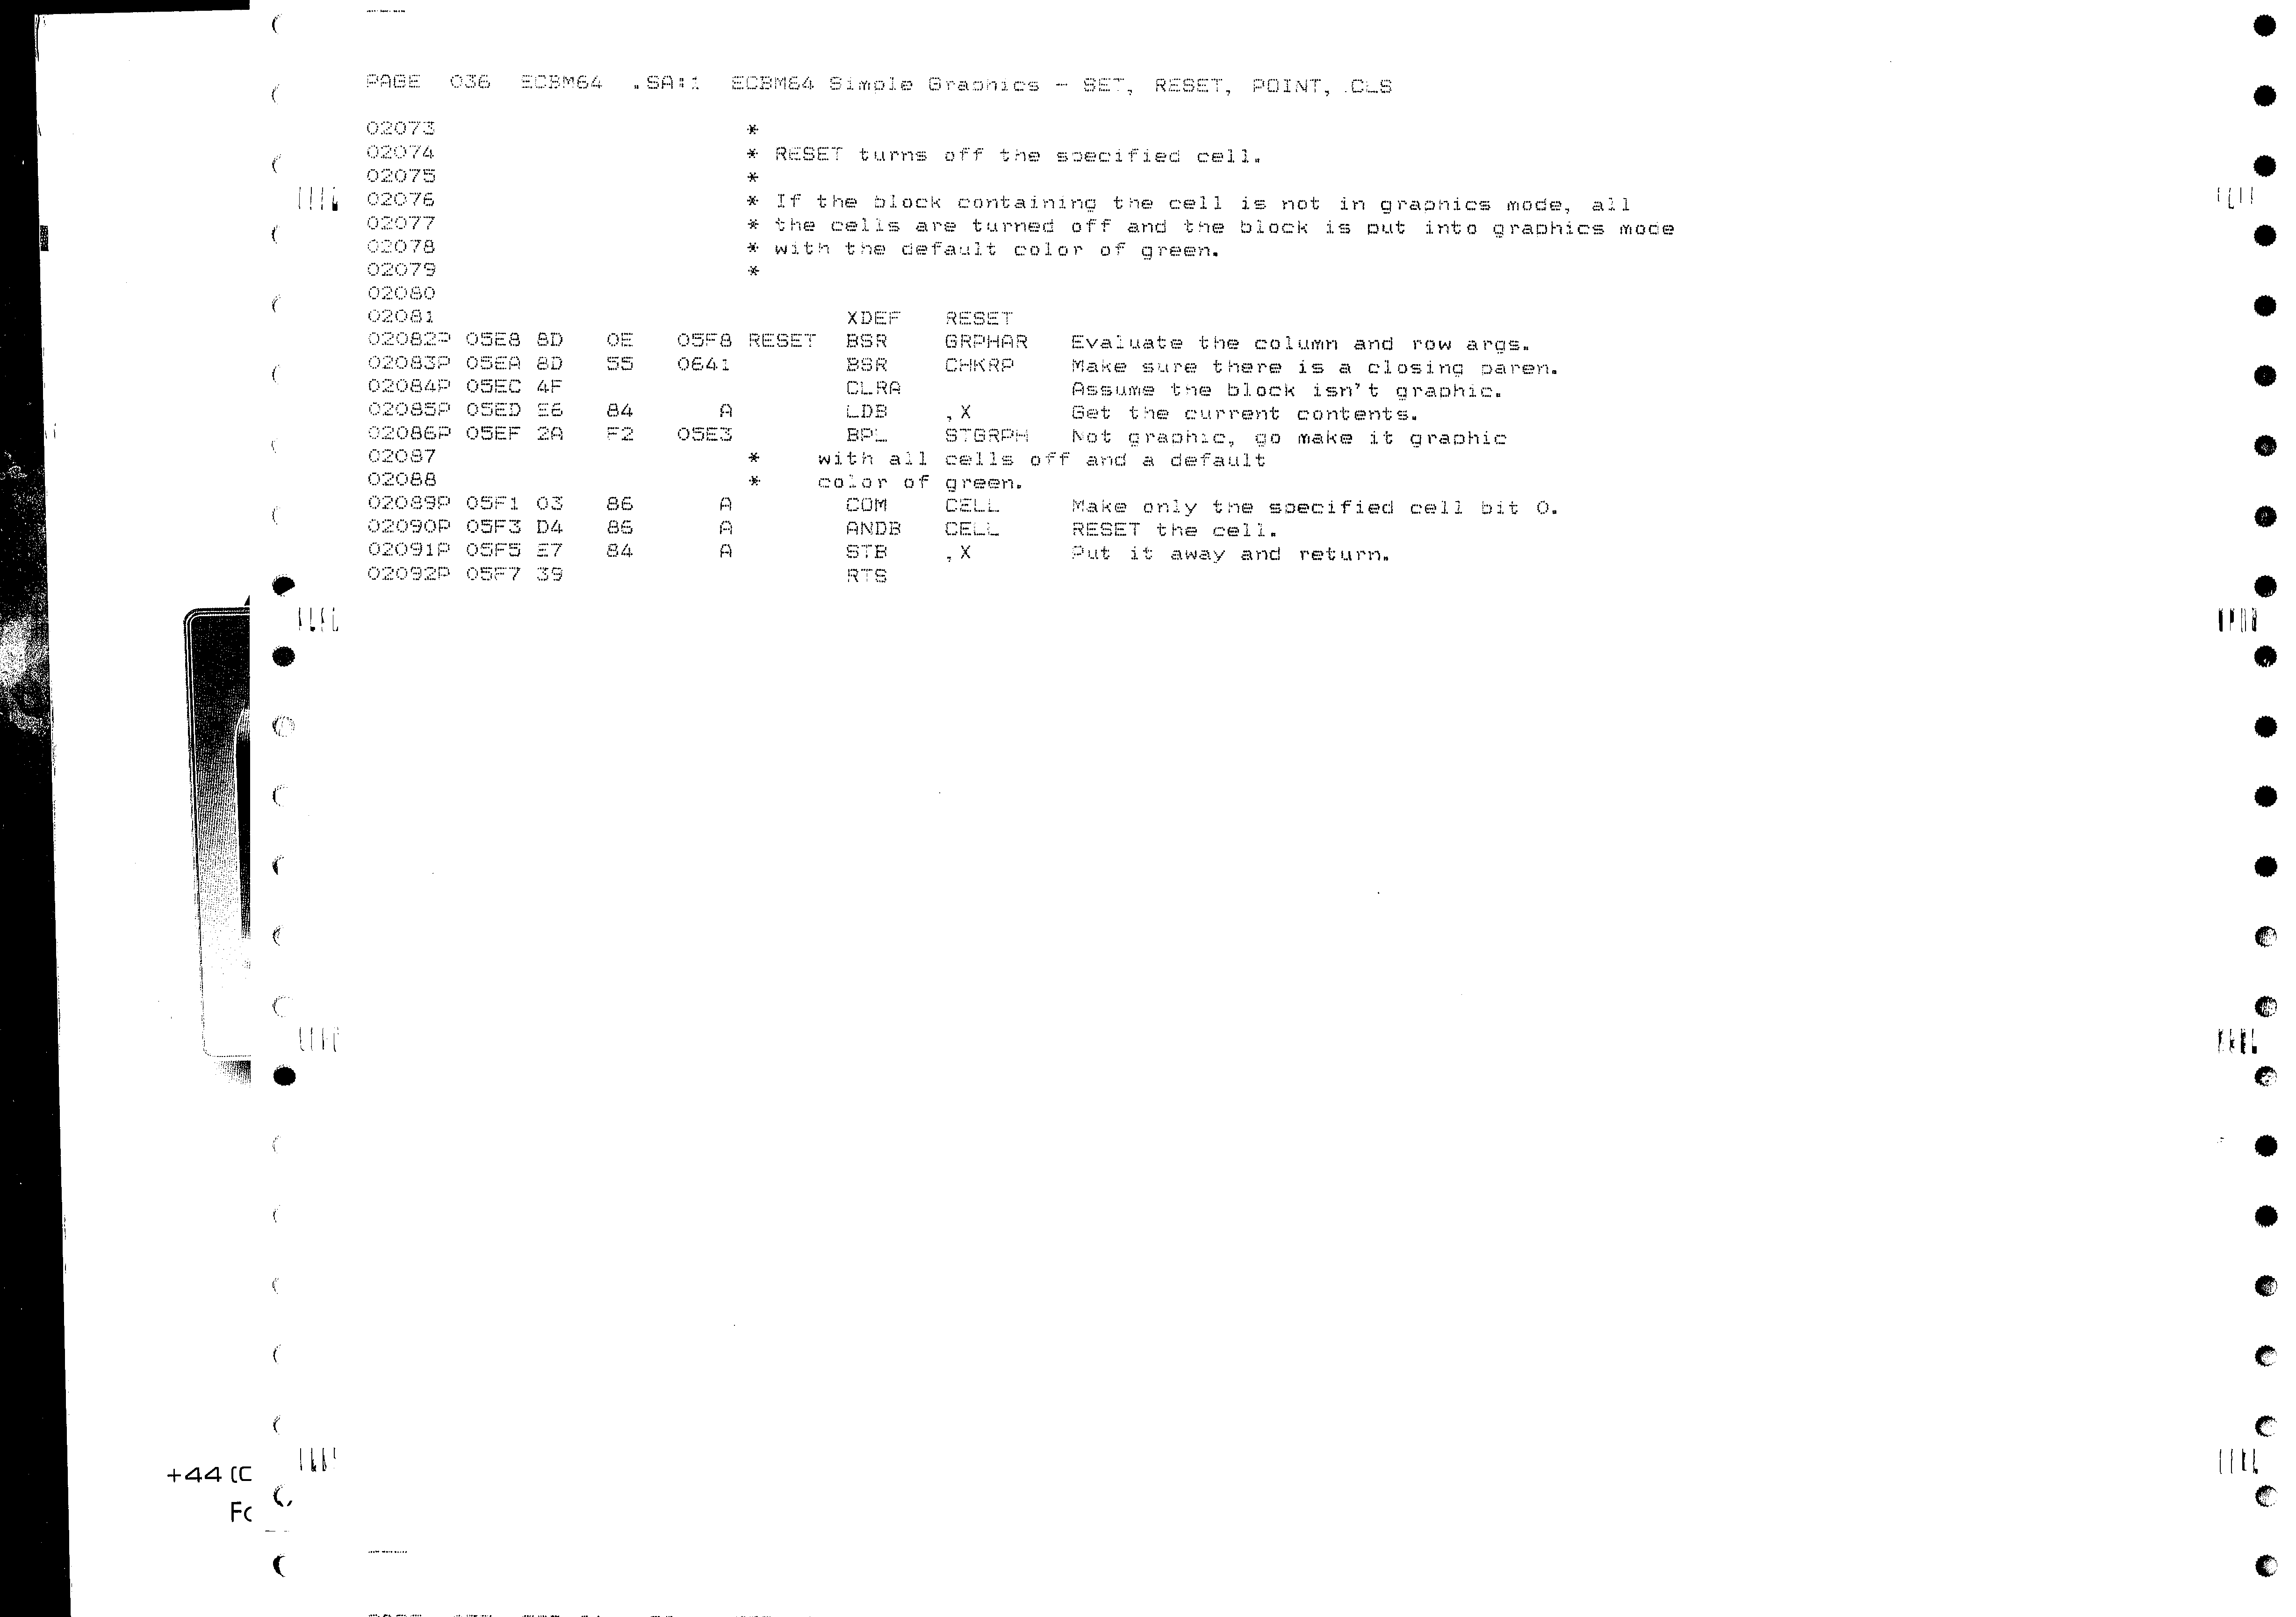 PAGE  036  ECBM64  .SA:1  ECBM64 Simple Graphics - SET, RESET, POINT, CLS
02073                      *
02074                      * RESET turns off the specified cell.
02075                      *
02076                      * If the block containing the cell is not in graphics mode, all
02077                      * the cells are turned off and the block is put into graphics mode
02078                      * with the default color of green.
02079                      *
02080
02081                             XDEF   RESET
02082P 05E8 8D   0E   05F8 RESET  BSR    GRPHAR   Evaluate the column and row args.
02083P 05EA 8D   55   0641        BSR    CHKRP    Make sure there is a closing paren.
02084P 05EC 4F                    CLRA            Assume the block isn't graphic.
02085P 05ED E6   84      A        LDB    ,X       Get the current contents.
02086P 05EF 2A   F2   05E3        BPL    STGRPH   Not graphic, go make it graphic
02087                      *    with all cells off and a default
02088                      *    color of green.
02089P 05F1 03   86      A        COM    CELL     Make only the specified cell bit 0.
02090P 05F3 D4   86      A        ANDB   CELL     RESET the cell.
02091P 05F5 E7   84      A        STB    ,X       Put it away and return.
02092P 05F7 39                    RTS
+44 (
Fo